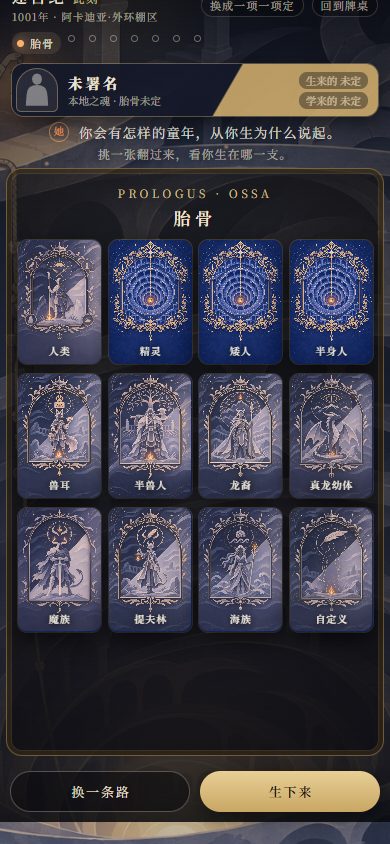 换成一项一项定
回到牌桌
1001年 · 阿卡迪亚·外环棚区
胎骨
未署名
本地之魂 · 胎骨未定
生来的 未定
学来的 未定
她
你会有怎样的童年，从你生为什么说起。
挑一张翻过来，看你生在哪一支。
PROLOGUS · OSSA
胎骨
人类
精灵
矮人
半身人
兽耳
半兽人
龙裔
真龙幼体
魔族
提夫林
海族
自定义
换一条路
生下来